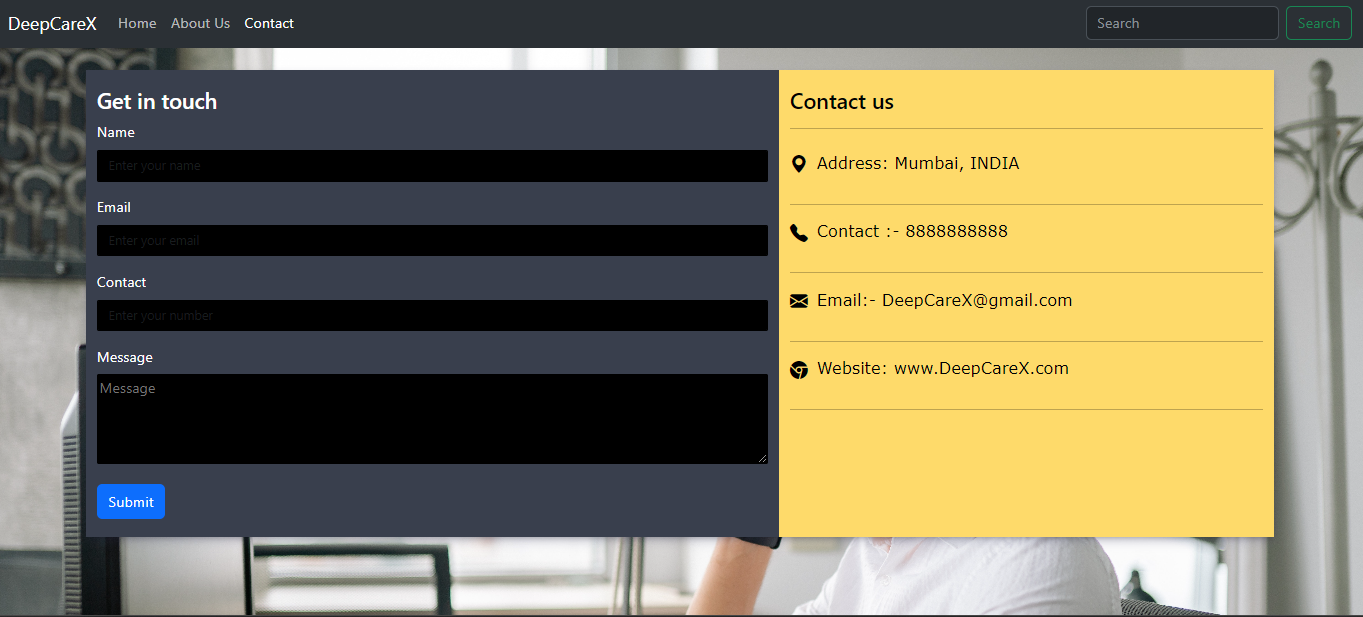 DeepCareX Home About Us Contact Search Search
Get in touch
Name
Enter your name
Email
Enter your email
Contact
Enter your number
Message
Message
Submit
Contact us
Address: Mumbai, INDIA
Contact :- 8888888888
Email:- DeepCareX@gmail.com
Website: www.DeepCareX.com